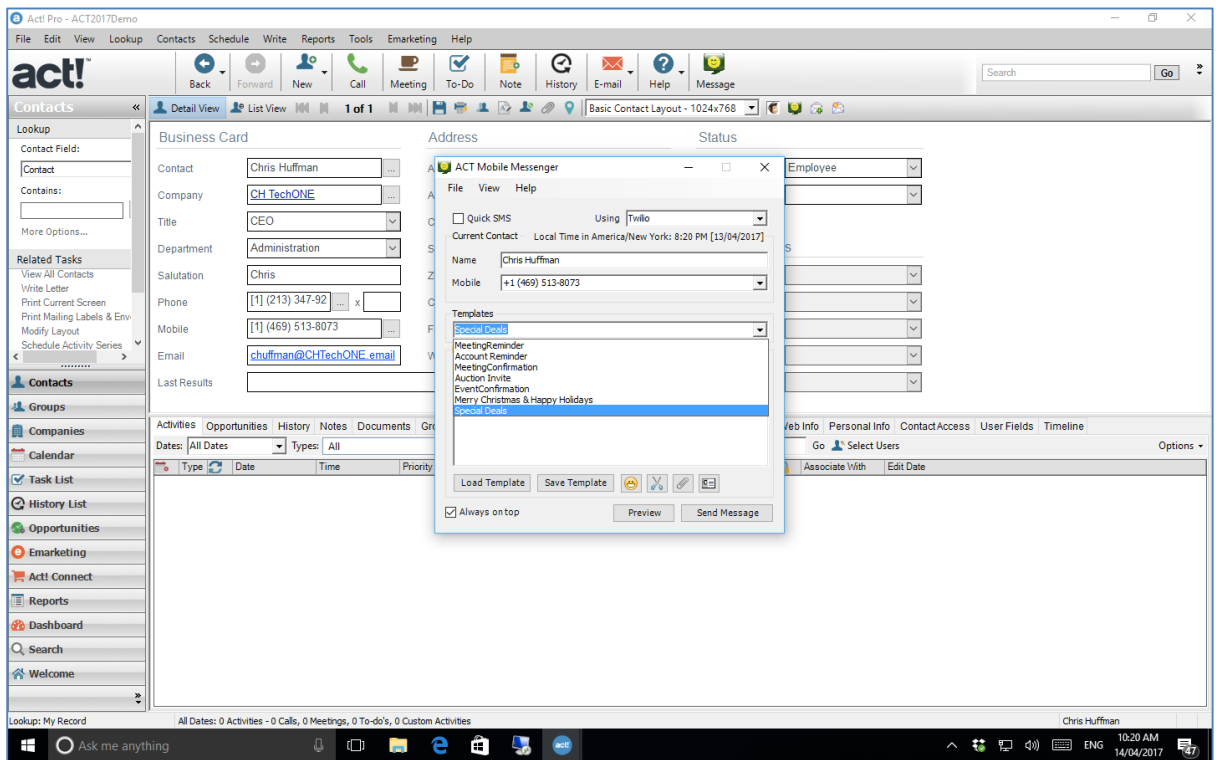 Act! Pro - ACT2017Demo
File Edit View Lookup Contacts Schedule Write Reports Tools Emarketing Help
act!
Back Forward New Call Meeting To-Do Note History E-mail Help Message
Search Go
Contacts «
Detail View List View 1 of 1 Basic Contact Layout - 1024x768
Lookup
Contact Field:
Contact
Contains:
More Options...
Related Tasks
View All Contacts
Write Letter
Print Current Screen
Print Mailing Labels & Env
Modify Layout
Schedule Activity Series
Contacts
Groups
Companies
Calendar
Task List
History List
Opportunities
Emarketing
Act! Connect
Reports
Dashboard
Search
Welcome
Business Card Address Status
Contact Chris Huffman ...
Company CH TechONE ...
Title CEO
Department Administration
Salutation Chris
Phone [1] (213) 347-92 ... x
Mobile [1] (469) 513-8073 ...
Email chuffman@CHTechONE.email
Last Results
Employee
ACT Mobile Messenger
File View Help
Quick SMS Using Twilio
Current Contact Local Time in America/New York: 8:20 PM [13/04/2017]
Name Chris Huffman
Mobile +1 (469) 513-8073
Templates
Special Deals
MeetingReminder
Account Reminder
MeetingConfirmation
Auction Invite
EventConfirmation
Merry Christmas & Happy Holidays
Special Deals
Load Template Save Template
Always on top Preview Send Message
Activities Opportunities History Notes Documents Gr Web Info Personal Info Contact Access User Fields Timeline
Dates: All Dates Types: All Go Select Users Options
Type Date Time Priority Associate With Edit Date
Lookup: My Record All Dates: 0 Activities - 0 Calls, 0 Meetings, 0 To-do's, 0 Custom Activities Chris Huffman
Ask me anything act! ENG 10:20 AM
14/04/2017 47